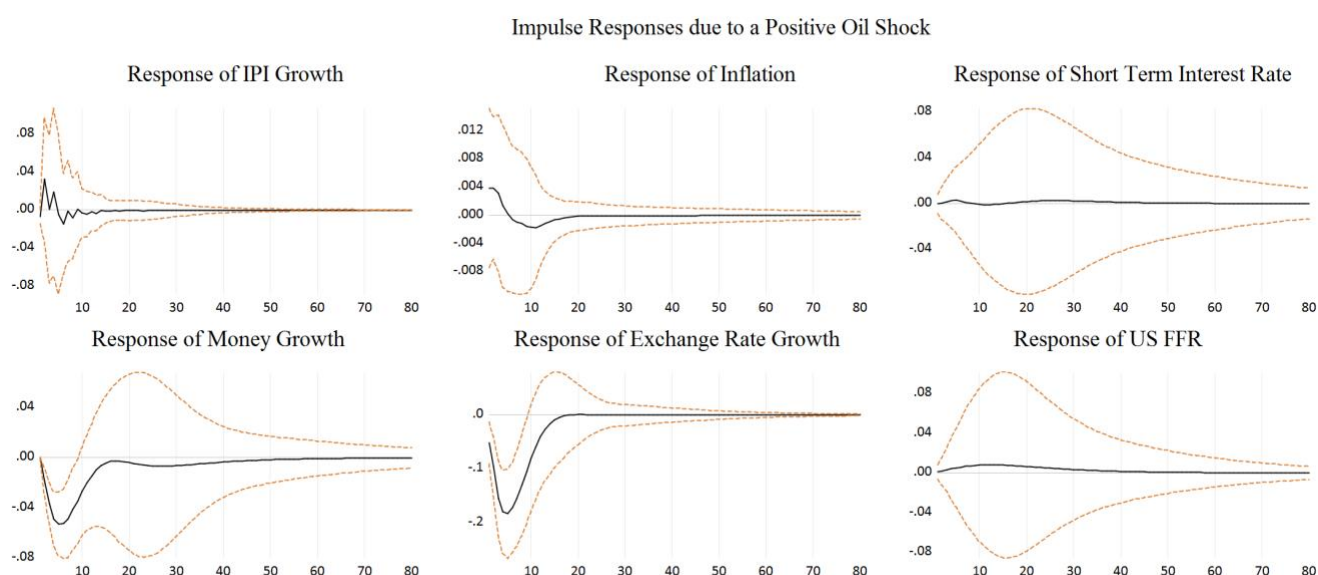 Impulse Responses due to a Positive Oil Shock
Response of IPI Growth
.08
.04
.00
-.04
-.08
10 20 30 40 50 60 70 80
Response of Inflation
.012
.008
.004
.000
-.004
-.008
10 20 30 40 50 60 70 80
Response of Short Term Interest Rate
.08
.04
.00
-.04
10 20 30 40 50 60 70 80
Response of Money Growth
.04
.00
-.04
-.08
10 20 30 40 50 60 70 80
Response of Exchange Rate Growth
.0
-.1
-.2
10 20 30 40 50 60 70 80
Response of US FFR
.08
.04
.00
-.04
-.08
10 20 30 40 50 60 70 80